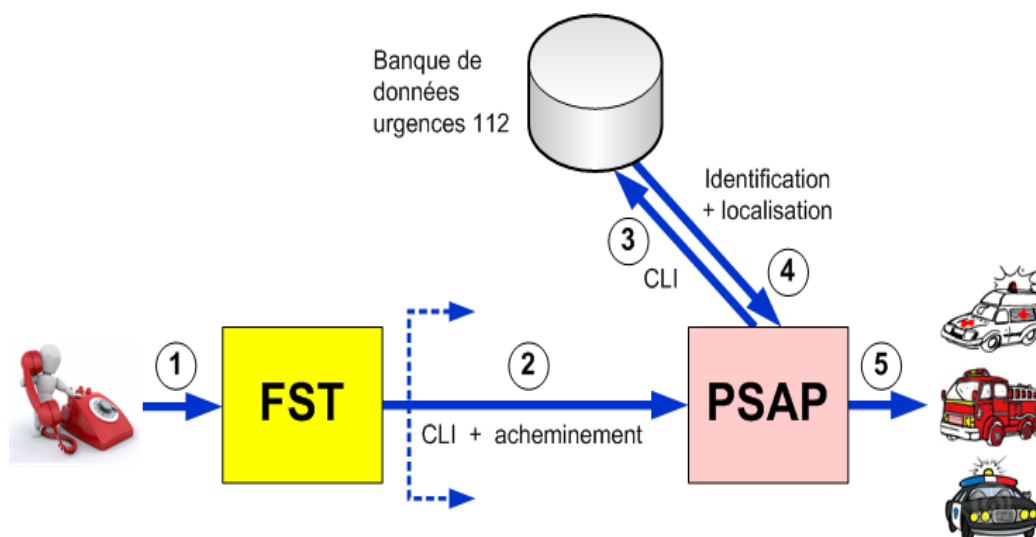 Banque de
données
urgences 112
Identification
+ localisation
3
4
CLI
1
FST
2
CLI + acheminement
PSAP
5